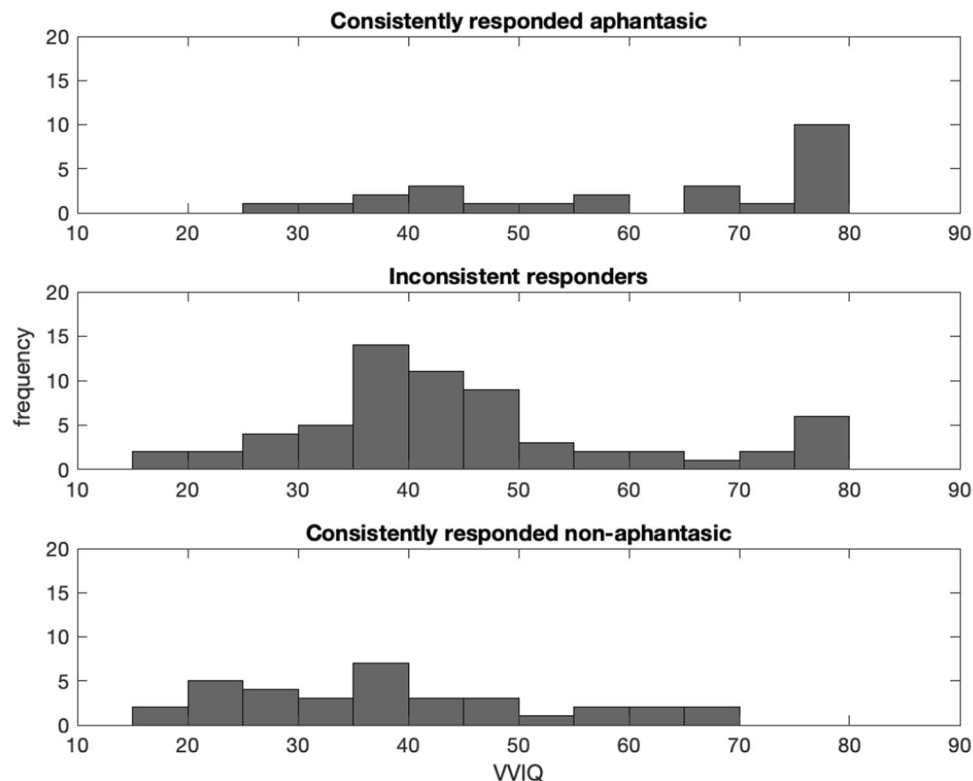 Consistently responded aphantasic
20
15
10
5
0
10 20 30 40 50 60 70 80 90
Inconsistent responders
20
15
10
5
0
frequency
10 20 30 40 50 60 70 80 90
Consistently responded non-aphantasic
20
15
10
5
0
10 20 30 40 50 60 70 80 90
VVIQ